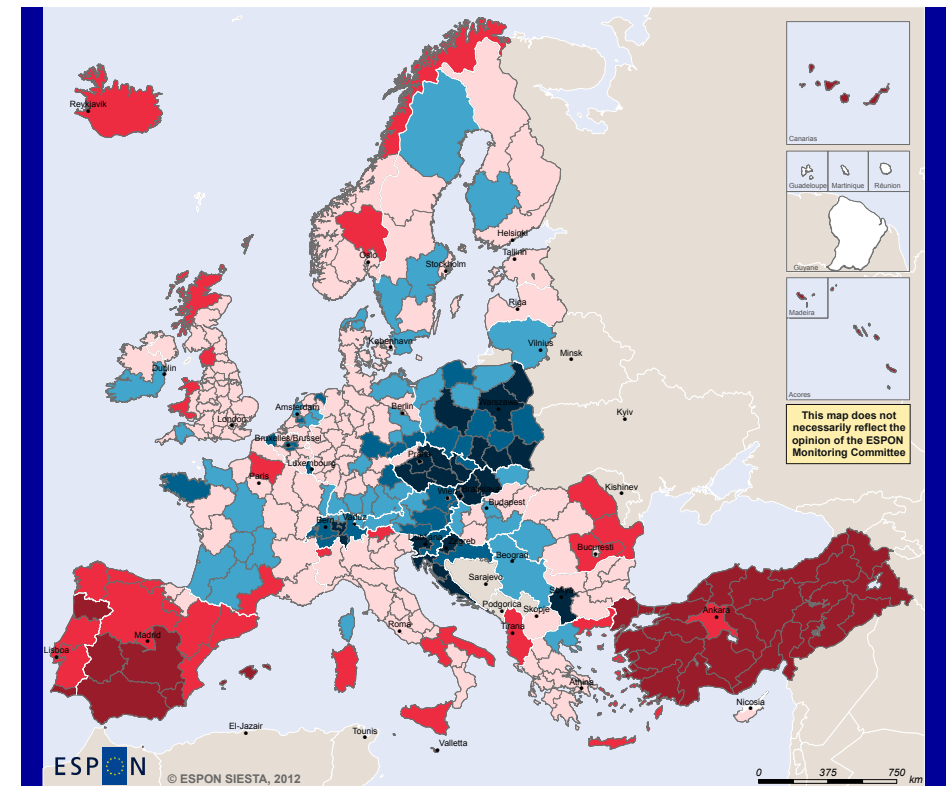 Canarias
Reykjavik
Guadeloupe
Martinique
Réunion
Guyane
Helsinki
Oslo
Tallinn
Stockholm
Madeira
Riga
København
Vilnius
Minsk
Dublin
Acores
Amsterdam
Berlin
Warszawa
This map does not
necessarily reflect the
opinion of the ESPON
Monitoring Committee
London
Kyiv
Bruxelles/Brussel
Praha
Luxembourg
Paris
Kishinev
Wien
Budapest
Bern
Vaduz
Zagreb
Bucuresti
Beograd
Sarajevo
Sofiya
Podgorica
Skopje
Ankara
Roma
Tirana
Madrid
Lisboa
Athina
Nicosia
El-Jazair
Tounis
Valletta
ESPON
© ESPON SIESTA, 2012
0 375 750
km